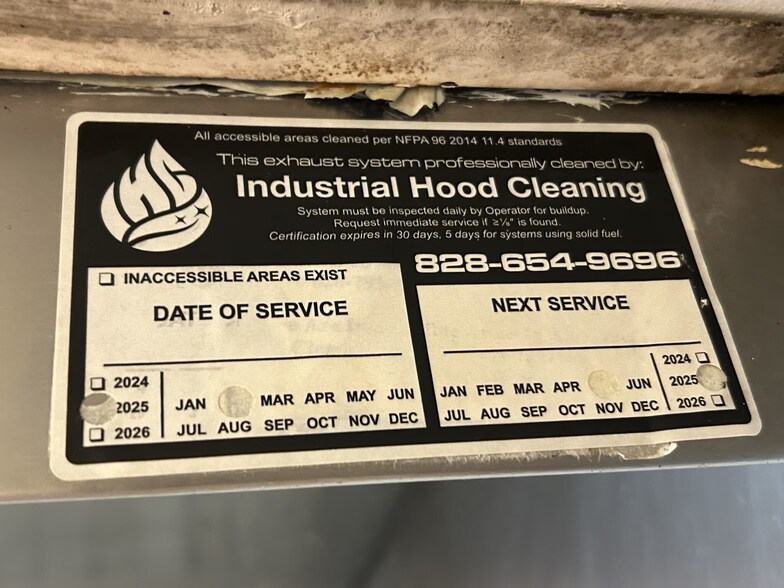 All accessible areas cleaned per NFPA 96 2014 11.4 standards
This exhaust system professionally cleaned by:
IHC
Industrial Hood Cleaning
System must be inspected daily by Operator for buildup.
Request immediate service if ≥⅛" is found.
Certification expires in 30 days, 5 days for systems using solid fuel.
828-654-9696
INACCESSIBLE AREAS EXIST
DATE OF SERVICE
2024
2025
2026
JAN MAR APR MAY JUN
JUL AUG SEP OCT NOV DEC
NEXT SERVICE
JAN FEB MAR APR JUN
JUL AUG SEP OCT NOV DEC
2024
2025
2026